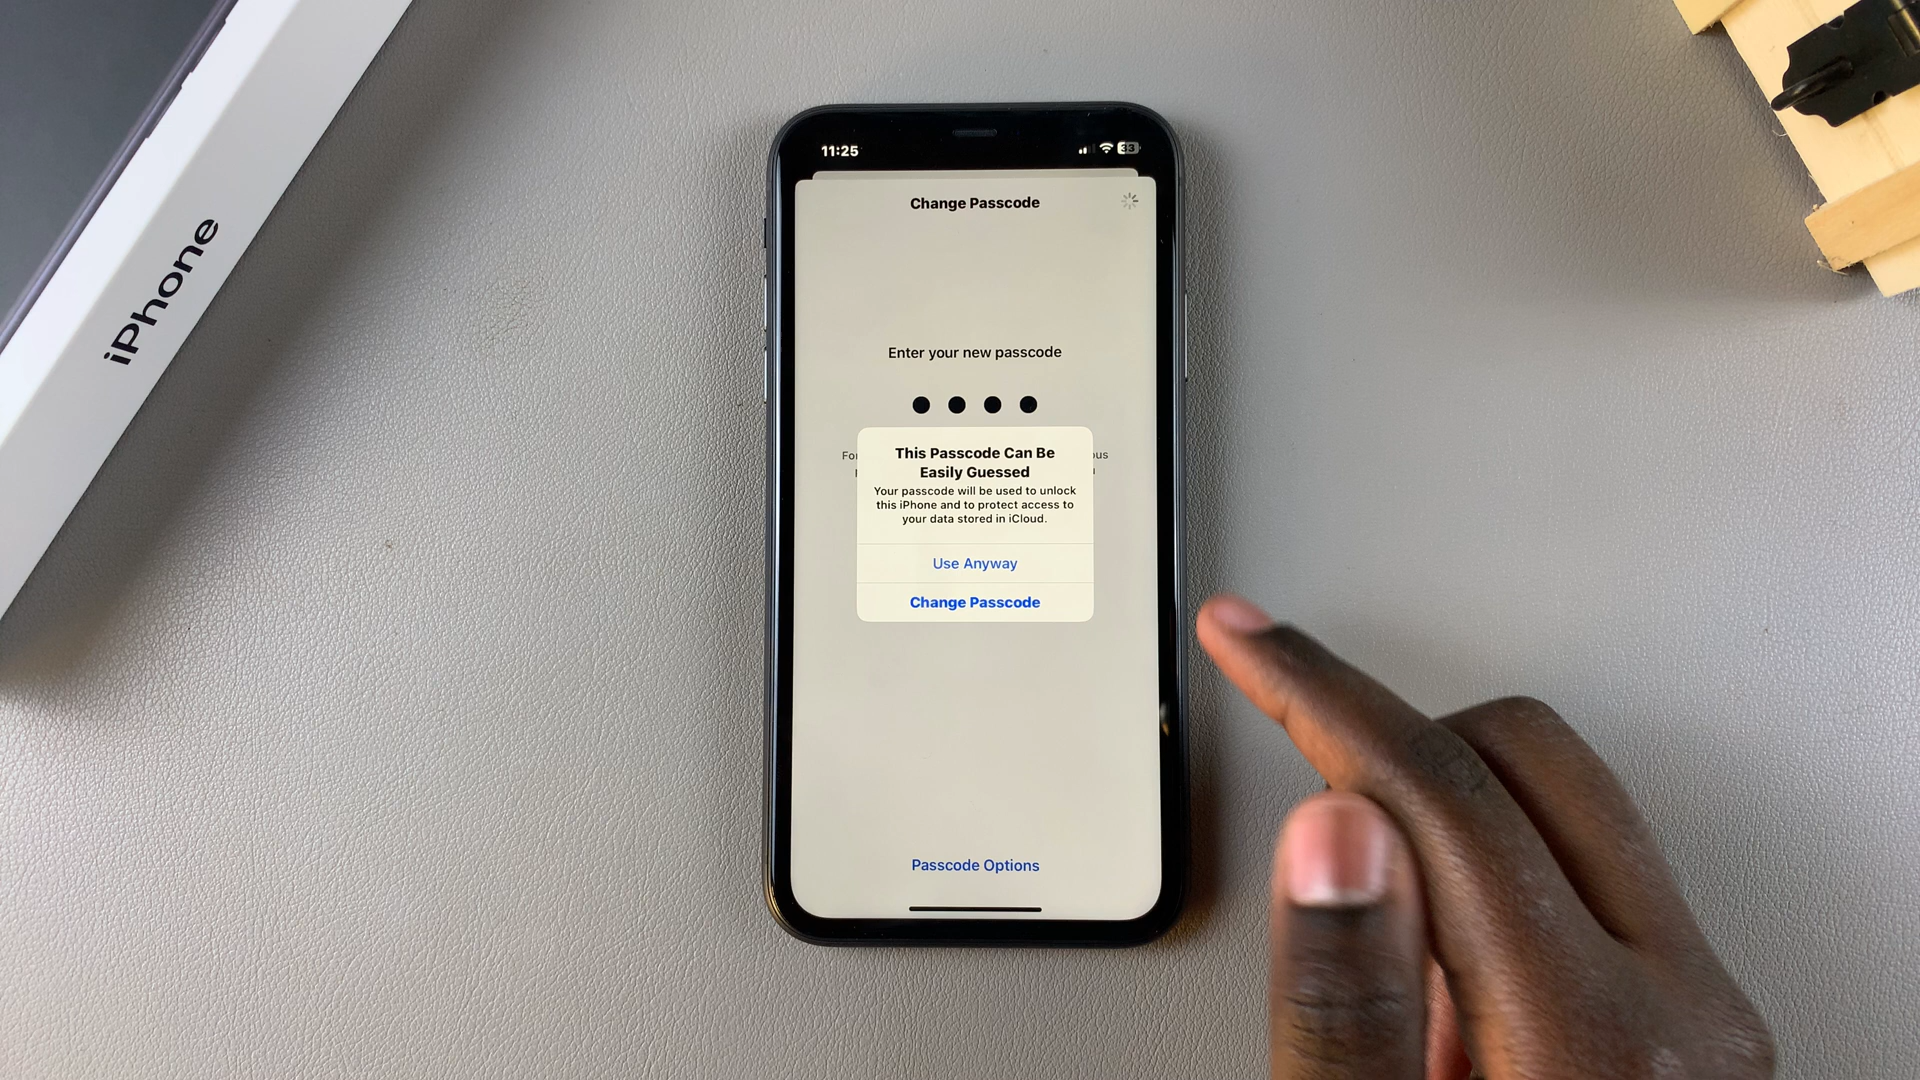 iPhone
11:25
33
Change Passcode
Enter your new passcode
This Passcode Can Be
Easily Guessed
Your passcode will be used to unlock
this iPhone and to protect access to
your data stored in iCloud.
Use Anyway
Change Passcode
Passcode Options